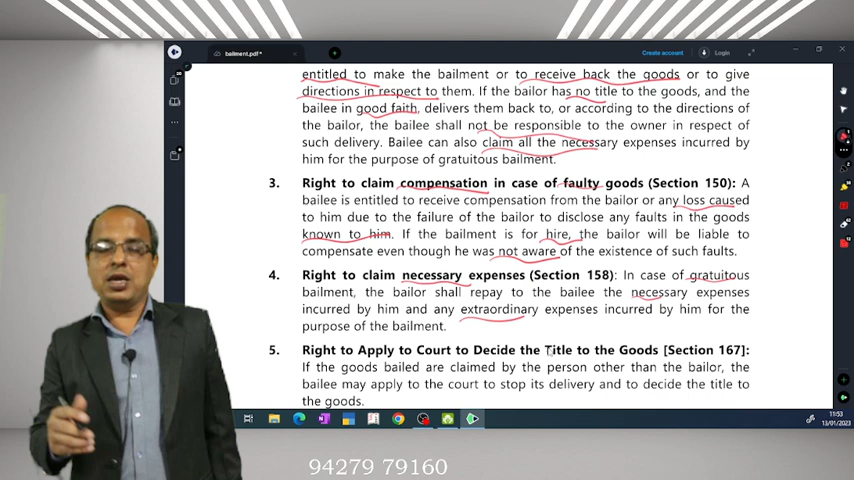 bailment.pdf*
Create account
Login
entitled to make the bailment or to receive back the goods or to give
directions in respect to them. If the bailor has no title to the goods, and the
bailee in good faith, delivers them back to, or according to the directions of
the bailor, the bailee shall not be responsible to the owner in respect of
such delivery. Bailee can also claim all the necessary expenses incurred by
him for the purpose of gratuitous bailment.
3. Right to claim compensation in case of faulty goods (Section 150): A
bailee is entitled to receive compensation from the bailor or any loss caused
to him due to the failure of the bailor to disclose any faults in the goods
known to him. If the bailment is for hire, the bailor will be liable to
compensate even though he was not aware of the existence of such faults.
4. Right to claim necessary expenses (Section 158): In case of gratuitous
bailment, the bailor shall repay to the bailee the necessary expenses
incurred by him and any extraordinary expenses incurred by him for the
purpose of the bailment.
5. Right to Apply to Court to Decide the Title to the Goods [Section 167]:
If the goods bailed are claimed by the person other than the bailor, the
bailee may apply to the court to stop its delivery and to decide the title to
the goods.
11:53
13/01/2023
94279 79160